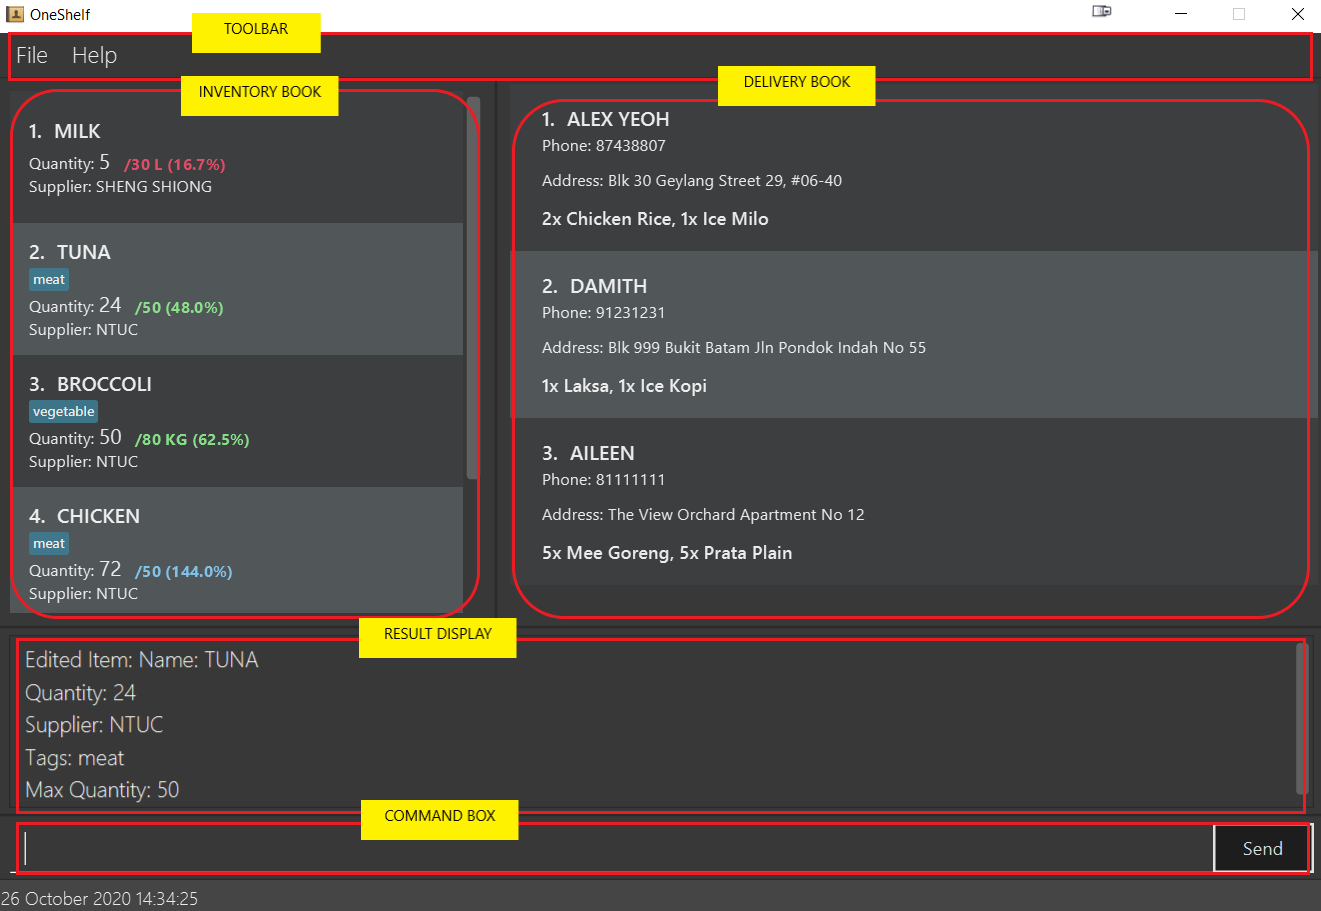 OneShelf
TOOLBAR
File Help
INVENTORY BOOK
1. MILK
Quantity: 5 /30 L (16.7%)
Supplier: SHENG SHIONG
2. TUNA
meat
Quantity: 24 /50 (48.0%)
Supplier: NTUC
3. BROCCOLI
vegetable
Quantity: 50 /80 KG (62.5%)
Supplier: NTUC
4. CHICKEN
meat
Quantity: 72 /50 (144.0%)
Supplier: NTUC
DELIVERY BOOK
1. ALEX YEOH
Phone: 87438807
Address: Blk 30 Geylang Street 29, #06-40
2x Chicken Rice, 1x Ice Milo
2. DAMITH
Phone: 91231231
Address: Blk 999 Bukit Batam Jln Pondok Indah No 55
1x Laksa, 1x Ice Kopi
3. AILEEN
Phone: 81111111
Address: The View Orchard Apartment No 12
5x Mee Goreng, 5x Prata Plain
RESULT DISPLAY
Edited Item: Name: TUNA
Quantity: 24
Supplier: NTUC
Tags: meat
Max Quantity: 50
COMMAND BOX
Send
26 October 2020 14:34:25